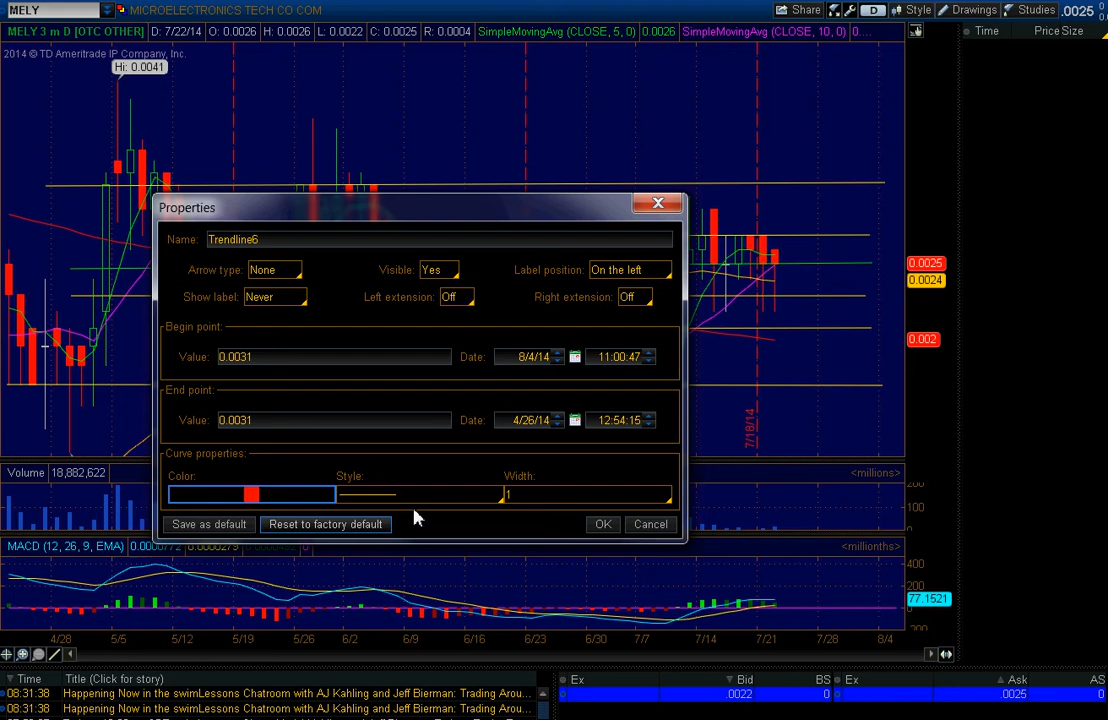 MELY MICROELECTRONICS TECH CO COM Share D Style Drawings Studies .0025
MELY 3 m D [OTC OTHER] D: 7/22/14 O: 0.0026 H: 0.0026 L: 0.0022 C: 0.0025 R: 0.0004 SimpleMovingAvg (CLOSE, 5, 0) 0.0026 SimpleMovingAvg (CLOSE, 10, 0) 0.... Time Price Size
2014 © TD Ameritrade IP Company, Inc.
Hi: 0.0041
Properties
Name: Trendline6
Arrow type: None Visible: Yes Label position: On the left
Show label: Never Left extension: Off Right extension: Off
Begin point:
Value: 0.0031 Date: 8/4/14 11:00:47
End point:
Value: 0.0031 Date: 4/26/14 12:54:15
Curve properties:
Color: Style: Width:
1
Save as default Reset to factory default OK Cancel
0.0025
0.0024
0.002
7/18/14
Volume 18,882,622 <millions>
100
0
MACD (12, 26, 9, EMA) 0.0000772 0.0000279 <millionths>
400
200
77.1521
4/28 5/5 5/12 5/19 5/26 6/2 6/9 6/16 6/23 6/30 7/7 7/14 7/21 7/28 8/4
Time Title (Click for story) Ex Bid BS Ex Ask AS
08:31:38 Happening Now in the swimLessons Chatroom with AJ Kahling and Jeff Bierman: Trading Arou... .0022 0 .0025 0
08:31:38 Happening Now in the swimLessons Chatroom with AJ Kahling and Jeff Bierman: Trading Arou...